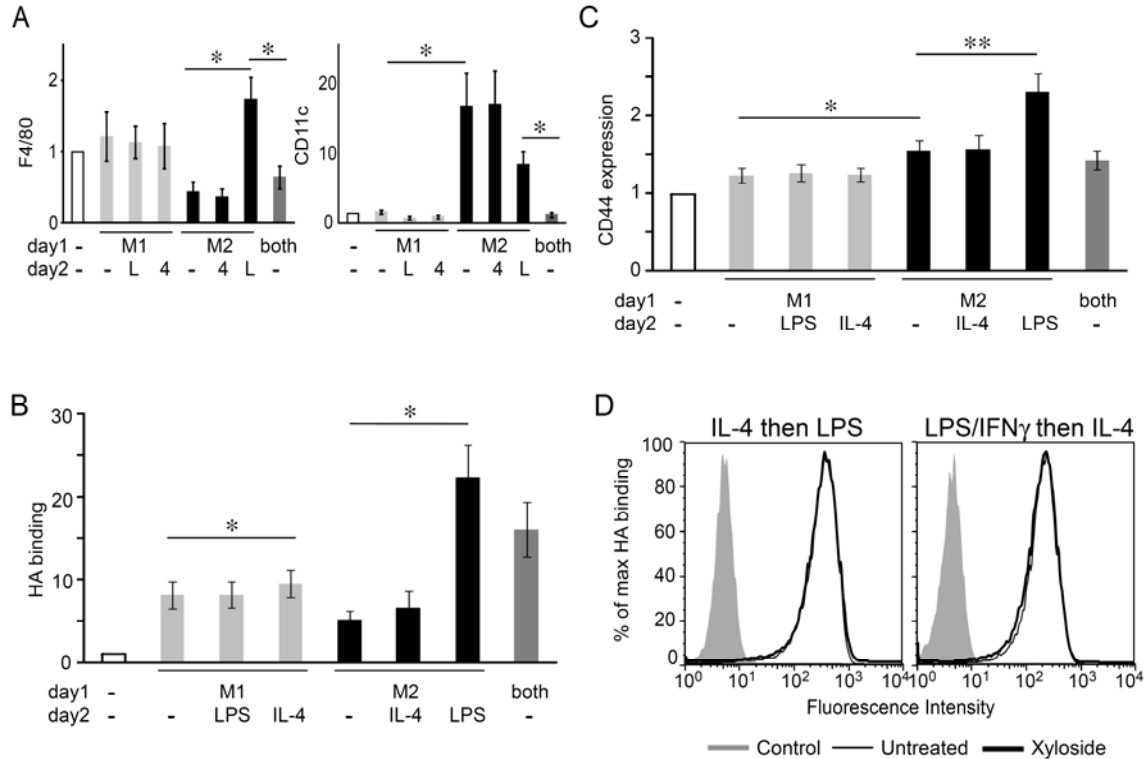 A
F4/80
2
1
0
*
*
day1 - M1 M2 both
day2 - - L 4 - 4 L -
CD11c
20
10
0
*
*
- M1 M2 both
- - L 4 - 4 L -
C
CD44 expression
3
2
1
0
*
**
day1 - M1 M2 both
day2 - - LPS IL-4 - IL-4 LPS -
B
HA binding
30
20
10
0
*
*
day1 - M1 M2 both
day2 - - LPS IL-4 - IL-4 LPS -
D
IL-4 then LPS
LPS/IFNγ then IL-4
% of max HA binding
100
80
60
40
20
0
10⁰ 10¹ 10² 10³ 10⁴
10⁰ 10¹ 10² 10³ 10⁴
Fluorescence Intensity
Control Untreated Xyloside